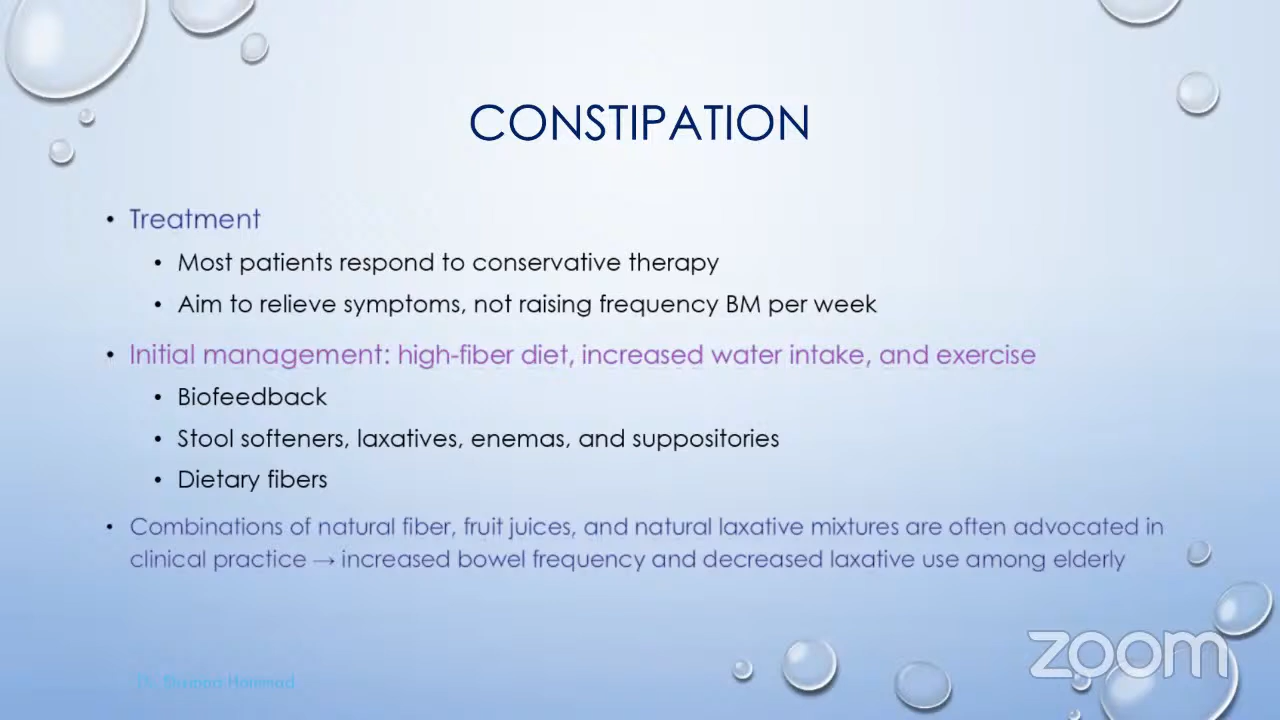 CONSTIPATION
• Treatment
• Most patients respond to conservative therapy
• Aim to relieve symptoms, not raising frequency BM per week
• Initial management: high-fiber diet, increased water intake, and exercise
• Biofeedback
• Stool softeners, laxatives, enemas, and suppositories
• Dietary fibers
• Combinations of natural fiber, fruit juices, and natural laxative mixtures are often advocated in
clinical practice → increased bowel frequency and decreased laxative use among elderly
zoom